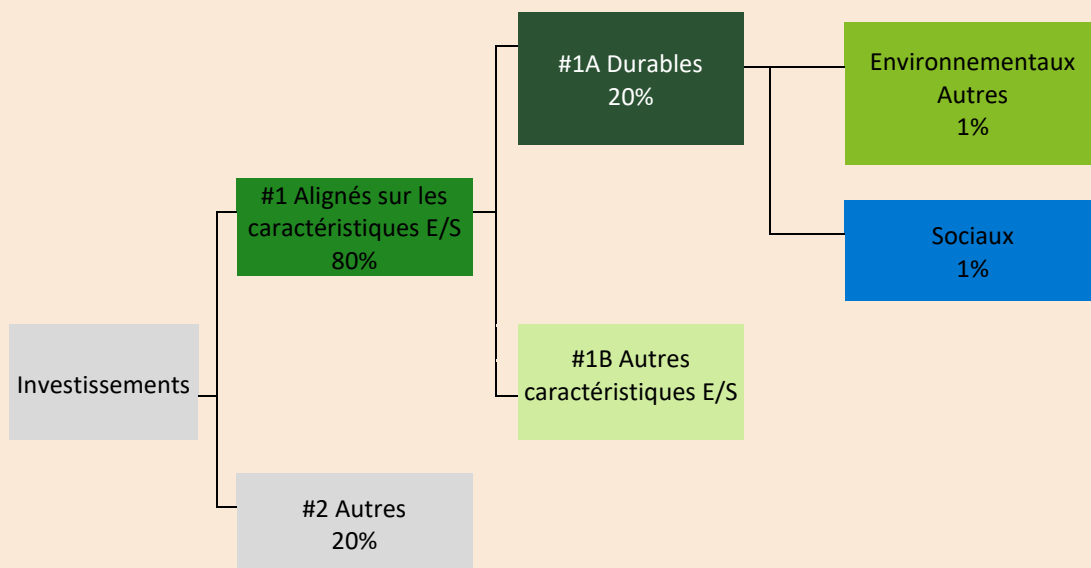 #1A Durables
20%
Environnementaux
Autres
1%
#1 Alignés sur les
caractéristiques E/S
80%
Sociaux
1%
Investissements
#1B Autres
caractéristiques E/S
#2 Autres
20%